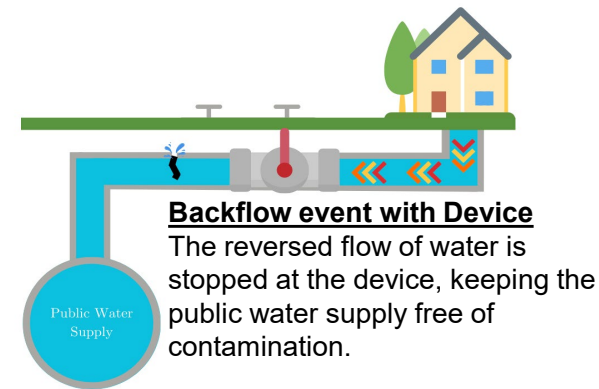 Backflow event with Device
The reversed flow of water is
stopped at the device, keeping the
public water supply free of
contamination.
Public Water
Supply